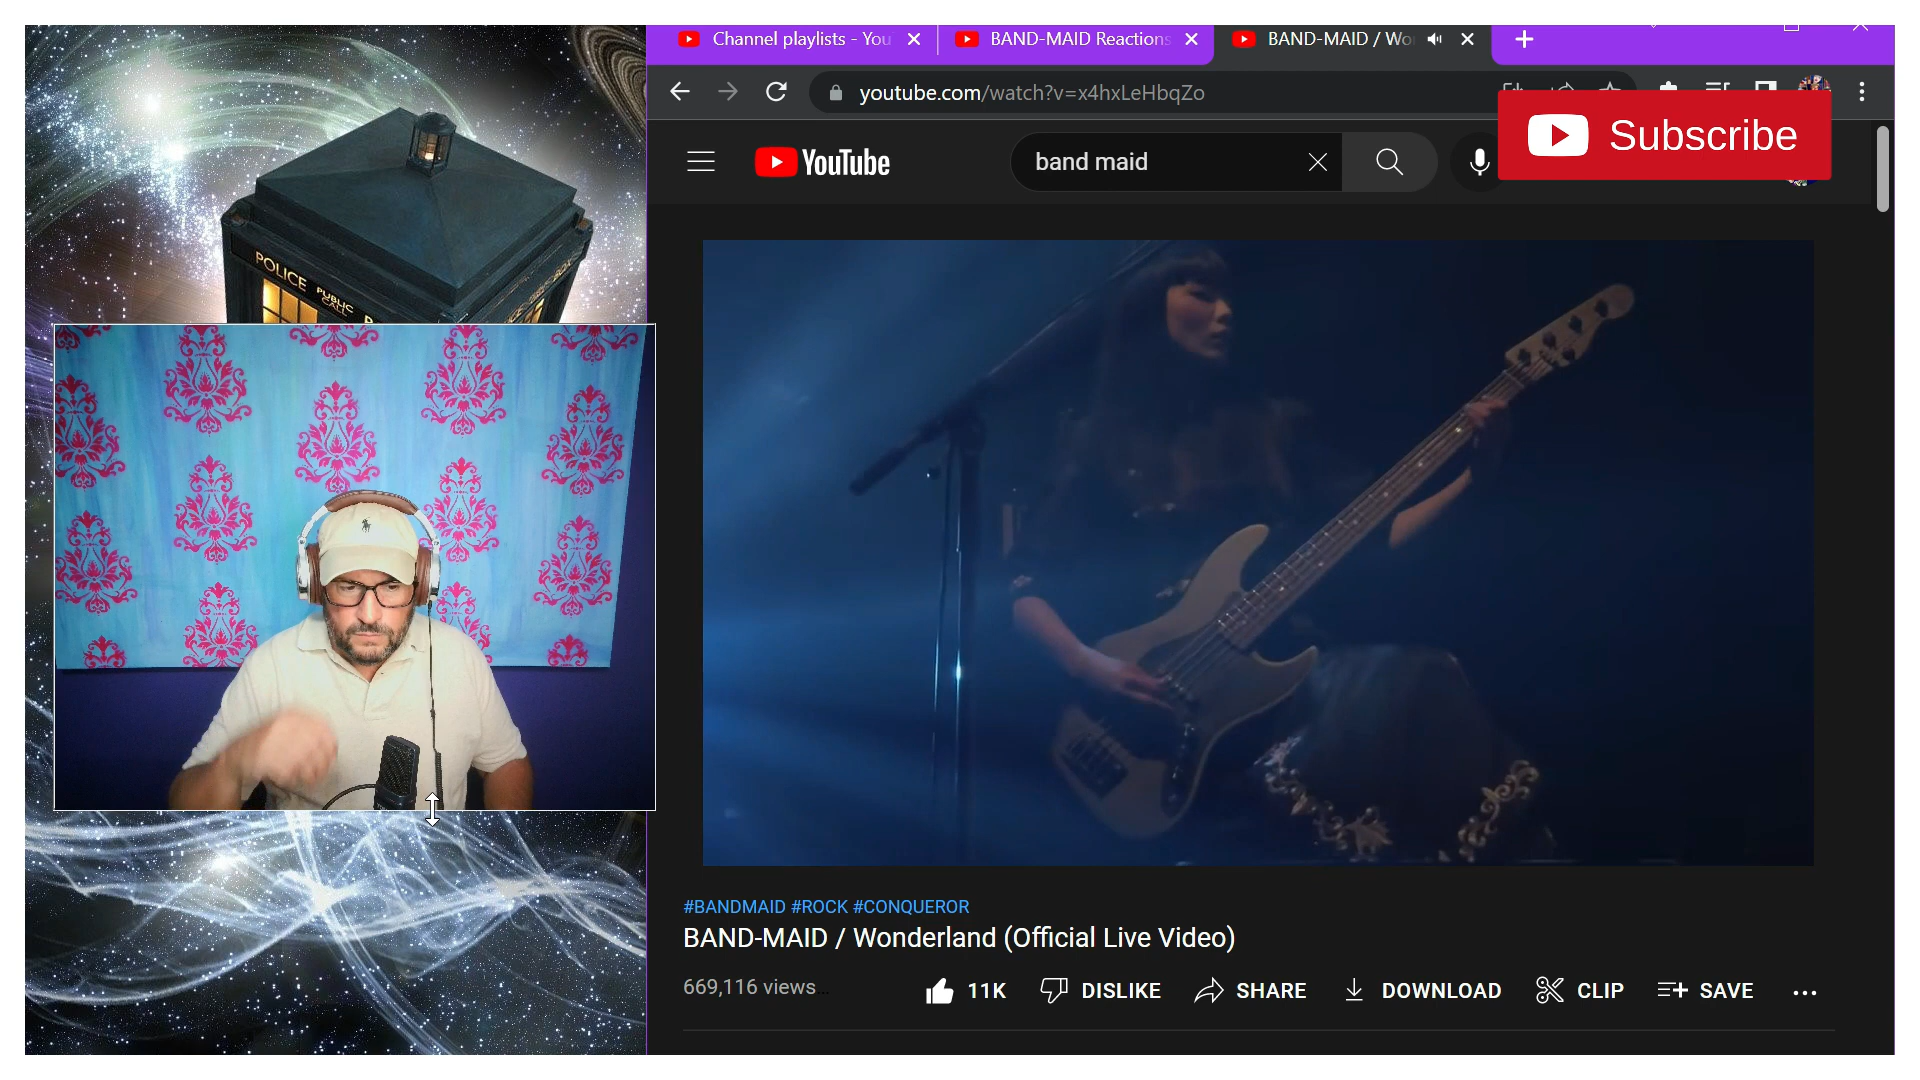 Channel playlists - You
BAND-MAID Reactions
BAND-MAID / Wo
youtube.com/watch?v=x4hxLeHbqZo
YouTube
band maid
Subscribe
POLICE
PUBLIC
CALL
#BANDMAID #ROCK #CONQUEROR
BAND-MAID / Wonderland (Official Live Video)
669,116 views
11K
DISLIKE
SHARE
DOWNLOAD
CLIP
SAVE